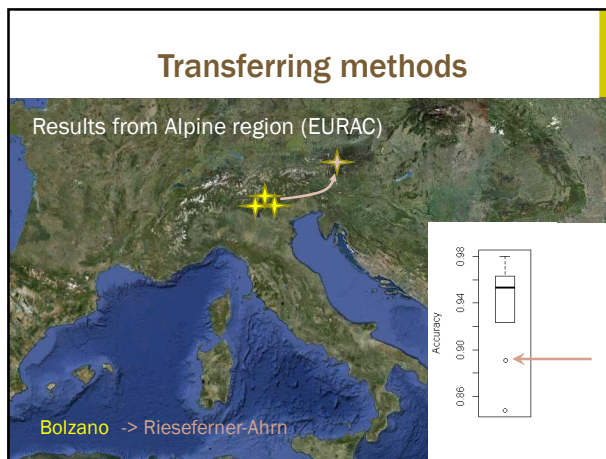 Transferring methods
Results from Alpine region (EURAC)
Accuracy
0.98
0.94
0.90
0.86
Bolzano -> Rieseferner-Ahrn